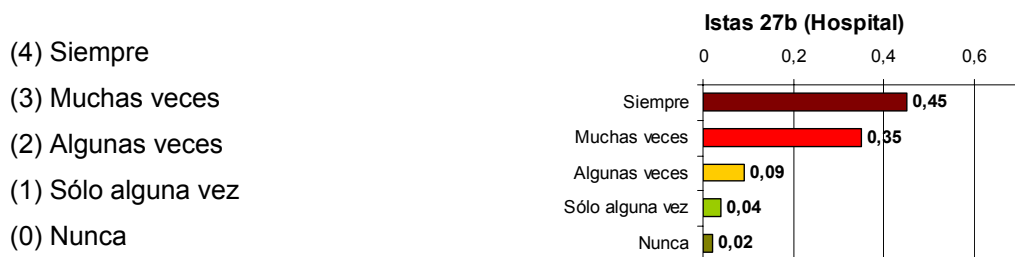 (4) Siempre
(3) Muchas veces
(2) Algunas veces
(1) Sólo alguna vez
(0) Nunca
Istas 27b (Hospital)
0 0,2 0,4 0,6
Siempre 0,45
Muchas veces 0,35
Algunas veces 0,09
Sólo alguna vez 0,04
Nunca 0,02